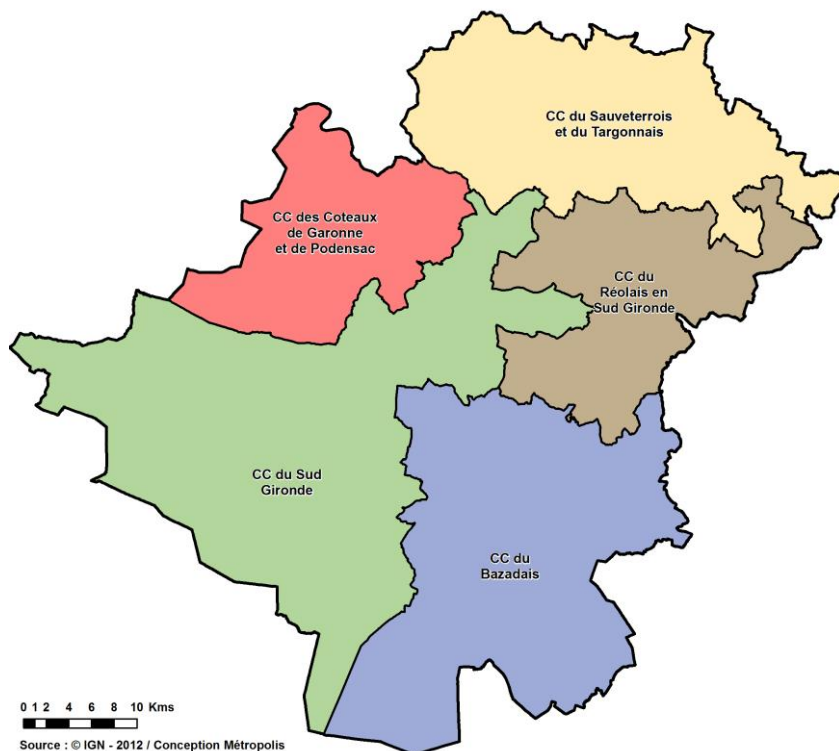 CC du Sauveterrois
et du Targonnais
CC des Coteaux
de Garonne
et de Podensac
CC du
Réolais en
Sud Gironde
CC du Sud
Gironde
CC du
Bazadais
0 1 2 4 6 8 10 Kms
Source : © IGN - 2012 / Conception Métropolis